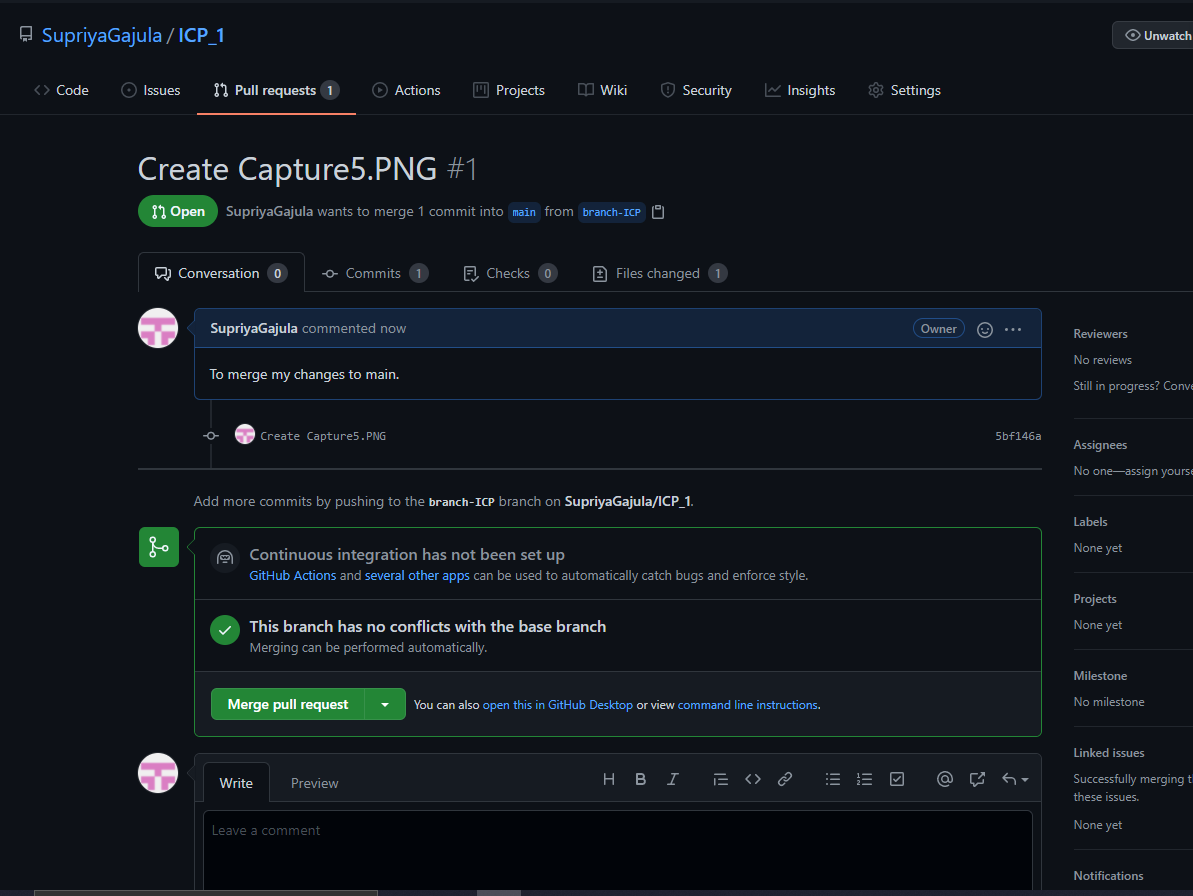 SupriyaGajula / ICP_1
Unwatch
Code Issues Pull requests 1 Actions Projects Wiki Security Insights Settings
Create Capture5.PNG #1
Open SupriyaGajula wants to merge 1 commit into main from branch-ICP
Conversation 0 Commits 1 Checks 0 Files changed 1
SupriyaGajula commented now Owner
To merge my changes to main.
Create Capture5.PNG 5bf146a
Add more commits by pushing to the branch-ICP branch on SupriyaGajula/ICP_1.
Continuous integration has not been set up
GitHub Actions and several other apps can be used to automatically catch bugs and enforce style.
This branch has no conflicts with the base branch
Merging can be performed automatically.
Merge pull request You can also open this in GitHub Desktop or view command line instructions.
Write Preview H B I
Leave a comment
Reviewers
No reviews
Still in progress? Conve
Assignees
No one—assign yourse
Labels
None yet
Projects
None yet
Milestone
No milestone
Linked issues
Successfully merging t
these issues.
None yet
Notifications